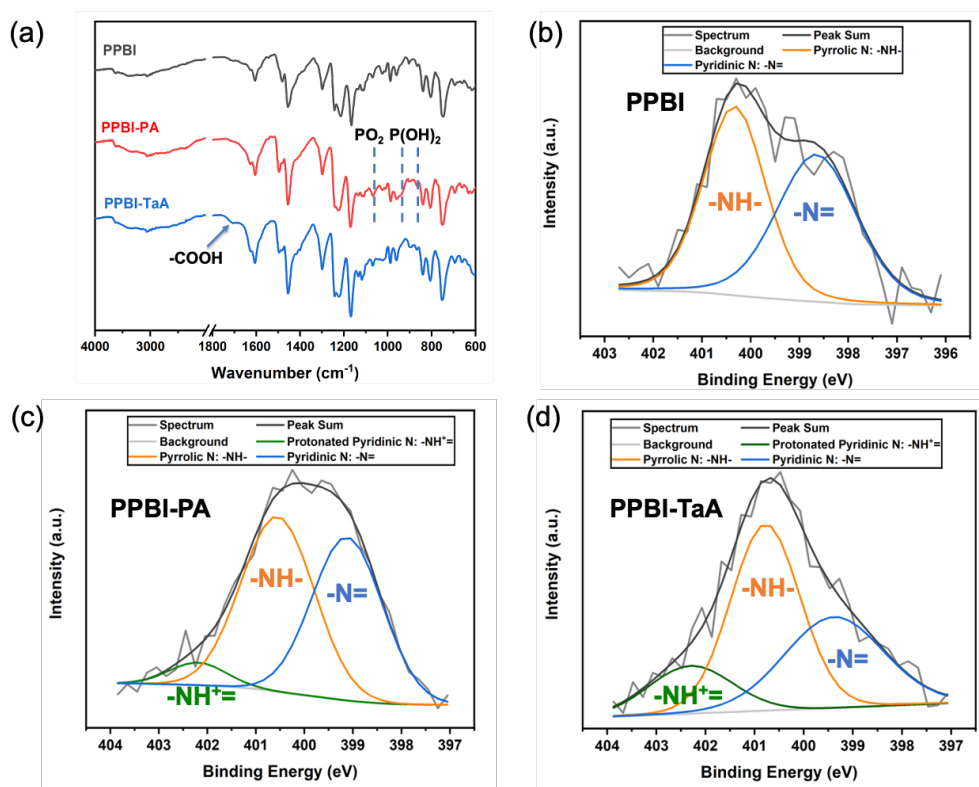 (a)
PPBI
PPBI-PA
PO₂ P(OH)₂
PPBI-TaA
-COOH
4000 3000 1800 1600 1400 1200 1000 800 600
Wavenumber (cm⁻¹)
(b)
Spectrum Peak Sum
Background Pyrrolic N: -NH-
Pyridinic N: -N=
PPBI
-NH-
-N=
Intensity (a.u.)
403 402 401 400 399 398 397 396
Binding Energy (eV)
(c)
Spectrum Peak Sum
Background Protonated Pyridinic N: -NH⁺=
Pyrrolic N: -NH- Pyridinic N: -N=
PPBI-PA
-NH-
-N=
-NH⁺=
Intensity (a.u.)
404 403 402 401 400 399 398 397
Binding Energy (eV)
(d)
Spectrum Peak Sum
Background Protonated Pyridinic N: -NH⁺=
Pyrrolic N: -NH- Pyridinic N: -N=
PPBI-TaA
-NH-
-N=
-NH⁺=
Intensity (a.u.)
404 403 402 401 400 399 398 397
Binding Energy (eV)